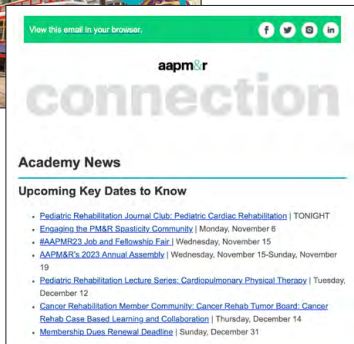 View this email in your browser.
aapm&r
connection
Academy News
Upcoming Key Dates to Know
• Pediatric Rehabilitation Journal Club: Pediatric Cardiac Rehabilitation | TONIGHT
• Engaging the PM&R Spasticity Community | Monday, November 6
• #AAPMR23 Job and Fellowship Fair | Wednesday, November 15
• AAPM&R's 2023 Annual Assembly | Wednesday, November 15-Sunday, November
19
• Pediatric Rehabilitation Lecture Series: Cardiopulmonary Physical Therapy | Tuesday,
December 12
• Cancer Rehabilitation Member Community: Cancer Rehab Tumor Board: Cancer
Rehab Case Based Learning and Collaboration | Thursday, December 14
• Membership Dues Renewal Deadline | Sunday, December 31